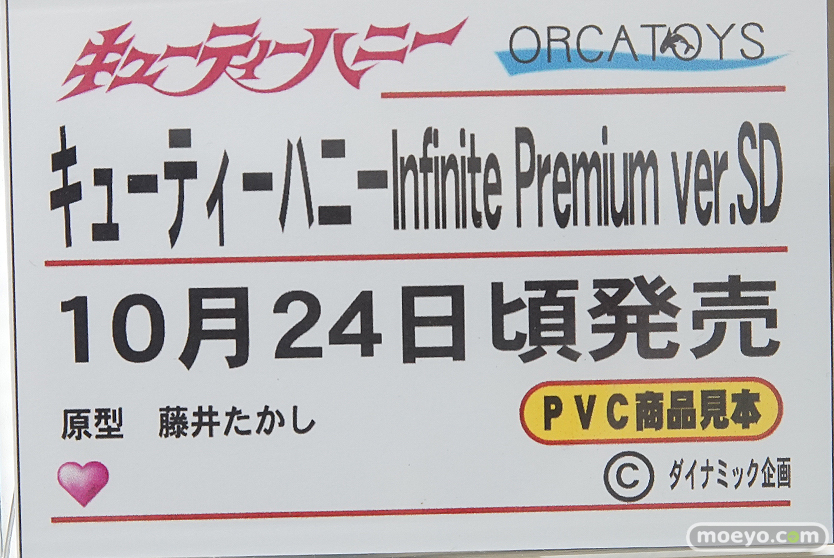 キューティーハニー ORCATOYS
キューティーハニーInfinite Premium ver.SD
10月24日頃発売
原型 藤井たかし
PVC商品見本
© ダイナミック企画
moeyo.com